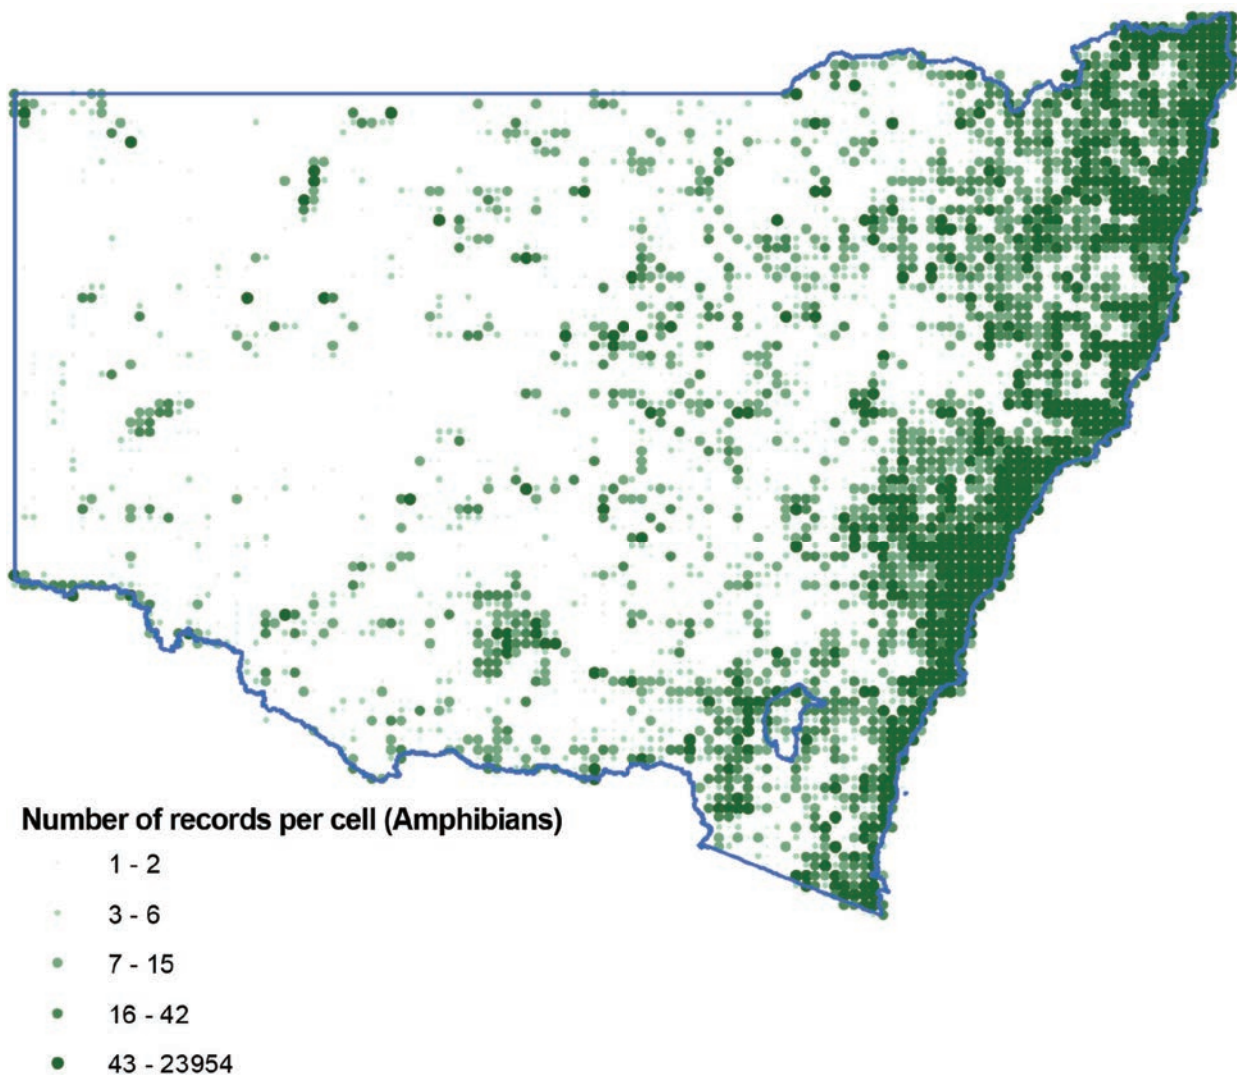 Number of records per cell (Amphibians)
1 - 2
3 - 6
7 - 15
16 - 42
43 - 23954